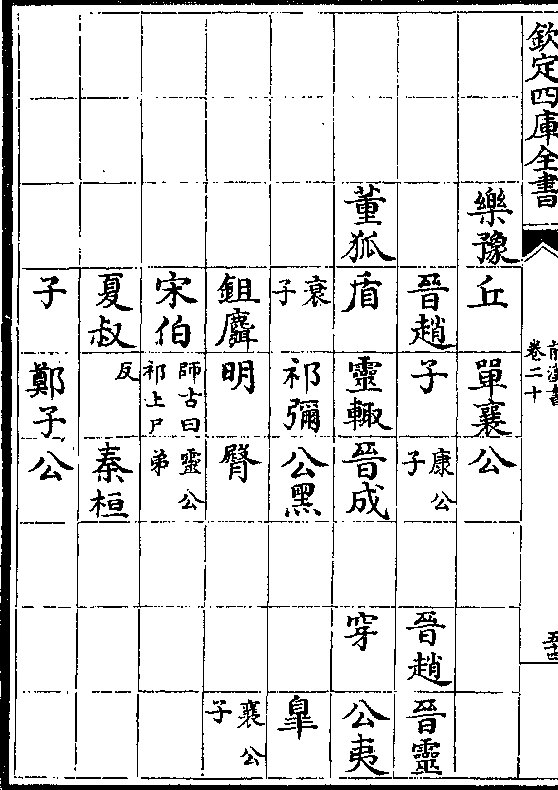 欽定四庫全書
前漢書
卷二十
樂豫 丘 單襄 公
晉趙 子 康公子 晉趙 晉靈
董狐 盾 靈輙 晉成 穿 公夷
衰子 祁彌 公黑 臯
鉏麛 明 臀 襄公子
宋伯 師古曰祁上尸 靈公弟
夏叔 反 秦桓
子 鄭子 公